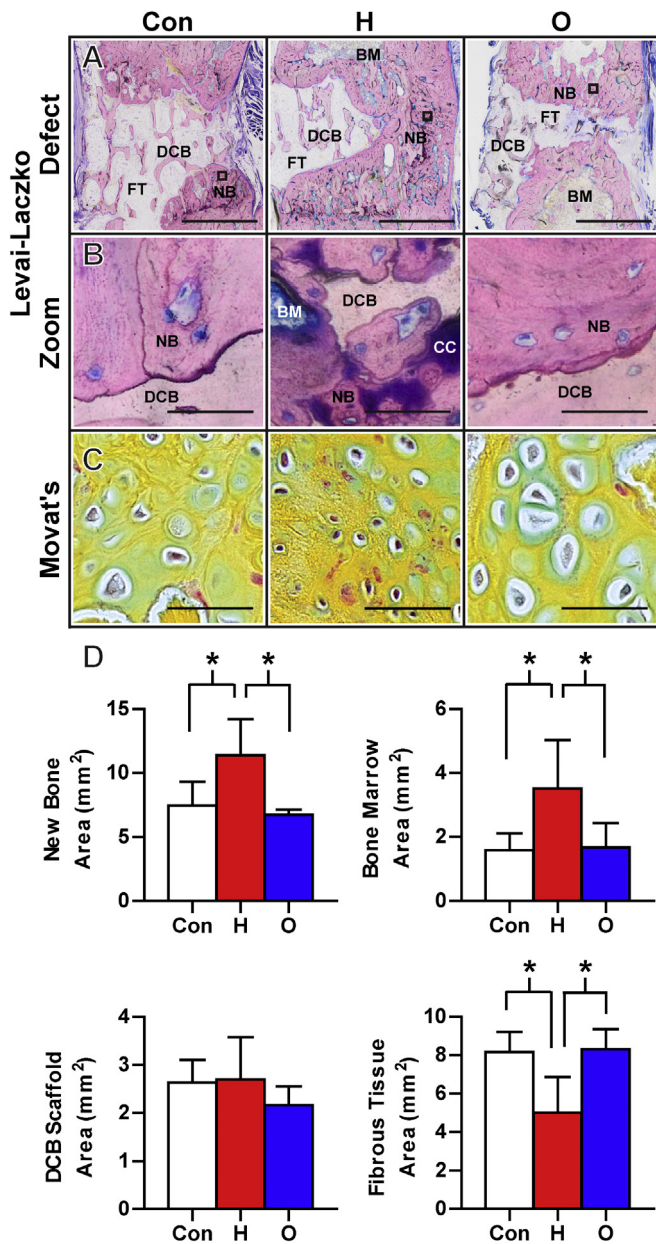 Con H O
Levai-Laczko
Defect
A
DCB
FT
NB
BM
DCB
NB
FT
NB
FT
DCB
BM
Zoom
B
NB
DCB
BM
DCB
CC
NB
NB
DCB
Movat's
C
D
New Bone
Area (mm²)
15
10
5
0
* *
Con H O
Bone Marrow
Area (mm²)
6
4
2
0
* *
Con H O
DCB Scaffold
Area (mm²)
4
3
2
1
0
Con H O
Fibrous Tissue
Area (mm²)
10
8
6
4
2
0
* *
Con H O